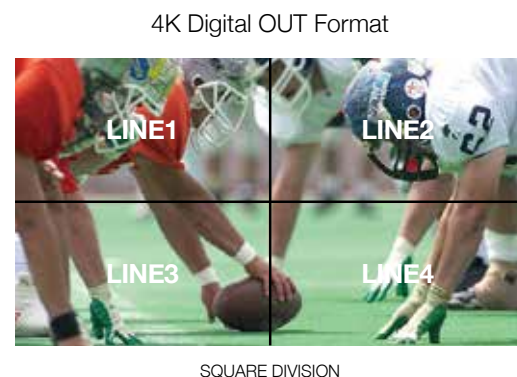 4K Digital OUT Format
LINE1
LINE2
LINE3
LINE4
SQUARE DIVISION